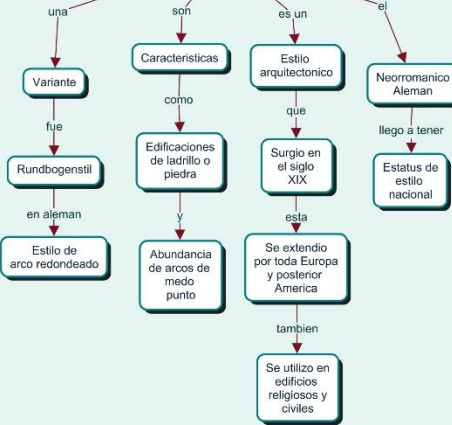 una
son
es un
el
Variante
Caracteristicas
Estilo
arquitectonico
Neorromanico
Aleman
fue
como
que
llego a tener
Rundbogenstil
Edificaciones
de ladrillo o
piedra
Surgio en
el siglo
XIX
Estatus de
estilo
nacional
en aleman
y
esta
Estilo de
arco redondeado
Abundancia
de arcos de
medo
punto
Se extendio
por toda Europa
y posterior
America
tambien
Se utilizo en
edificios
religiosos y
civiles